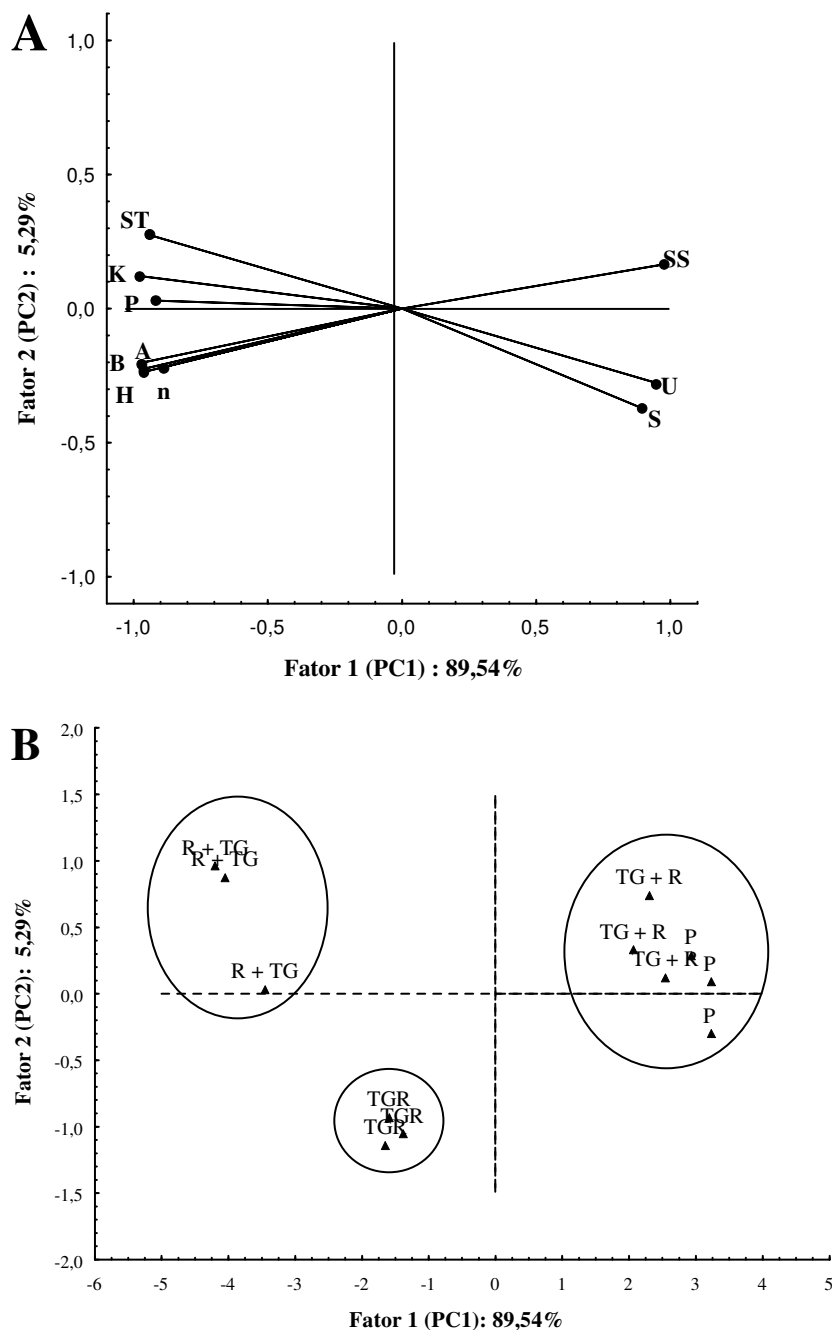 A
1,0
0,5
0,0
-0,5
-1,0
Fator 2 (PC2) : 5,29%
ST
K
P
B
A
H
n
SS
U
S
-1,0 -0,5 0,0 0,5 1,0
Fator 1 (PC1) : 89,54%
B
2,0
1,5
1,0
0,5
0,0
-0,5
-1,0
-1,5
-2,0
Fator 2 (PC2): 5,29%
R + TG
R + TG
R + TG
TG + R
TG + R
TG + R
P
P
P
TGR
TGR
TGR
-6 -5 -4 -3 -2 -1 0 1 2 3 4 5
Fator 1 (PC1): 89,54%